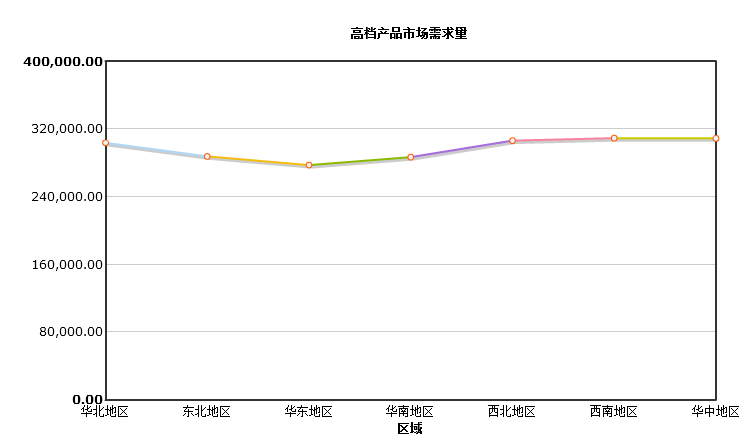 高档产品市场需求量
400,000.00
320,000.00
240,000.00
160,000.00
80,000.00
0.00
华北地区 东北地区 华东地区 华南地区 西北地区 西南地区 华中地区
区域